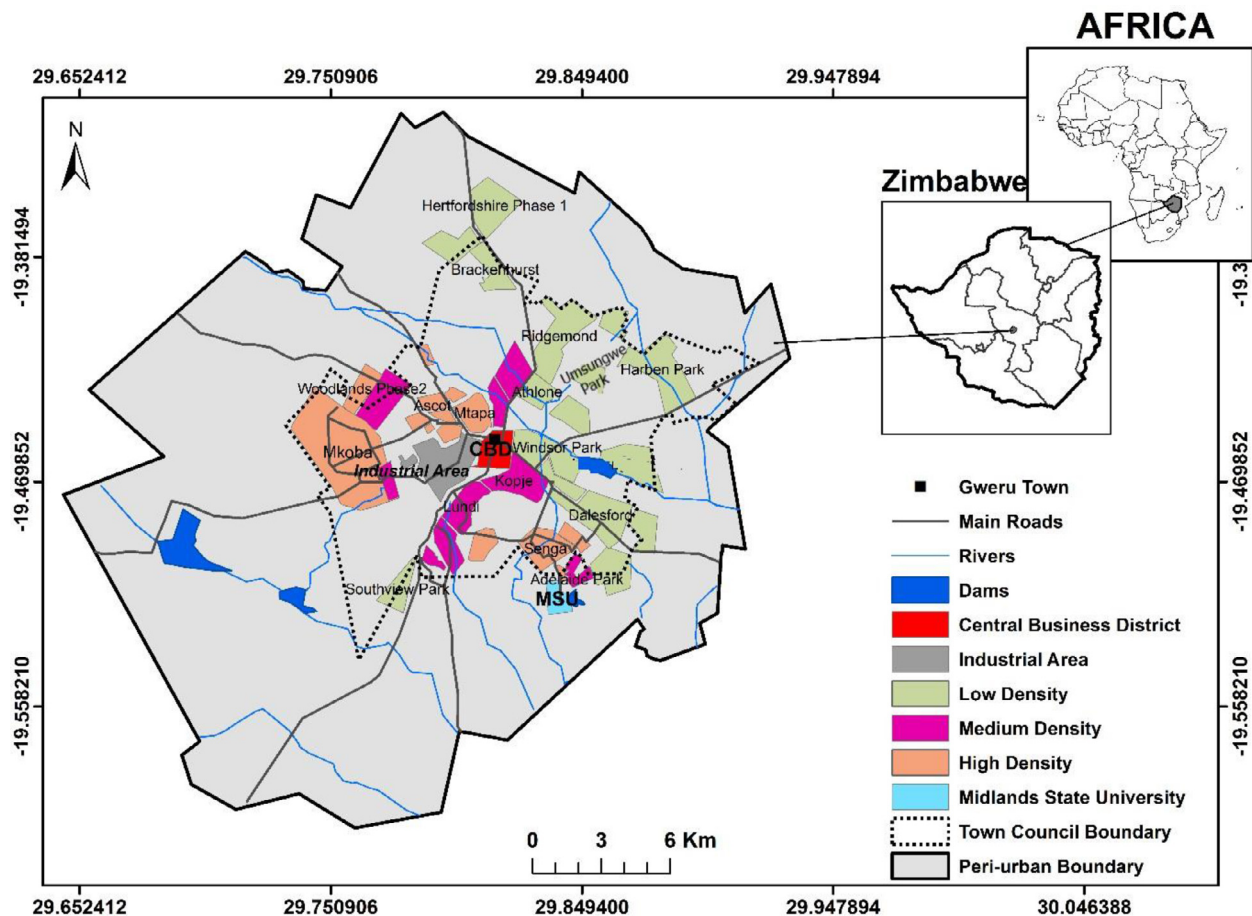 AFRICA
29.652412
29.750906
29.849400
29.947894
N
Zimbabwe
Hertfordshire Phase 1
-19.381494
-19.3
Brackenhurst
Ridgemond
Umsungwe
Park
Harben Park
Woodlands Phase2
Athlone
Ascot
Mtapa
Mkoba
CBD
Windsor Park
Industrial Area
-19.469852
-19.469852
Kopje
Lundi
Dalesford
Senga
Adelaide Park
Southview Park
MSU
Gweru Town
Main Roads
Rivers
Dams
Central Business District
Industrial Area
Low Density
Medium Density
High Density
Midlands State University
Town Council Boundary
Peri-urban Boundary
-19.558210
-19.558210
0 3 6 Km
29.652412
29.750906
29.849400
29.947894
30.046388